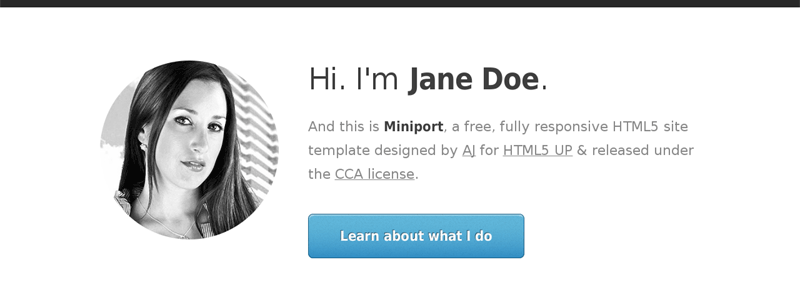 Hi. I'm Jane Doe.
And this is Miniport, a free, fully responsive HTML5 site
template designed by AJ for HTML5 UP & released under
the CCA license.
Learn about what I do